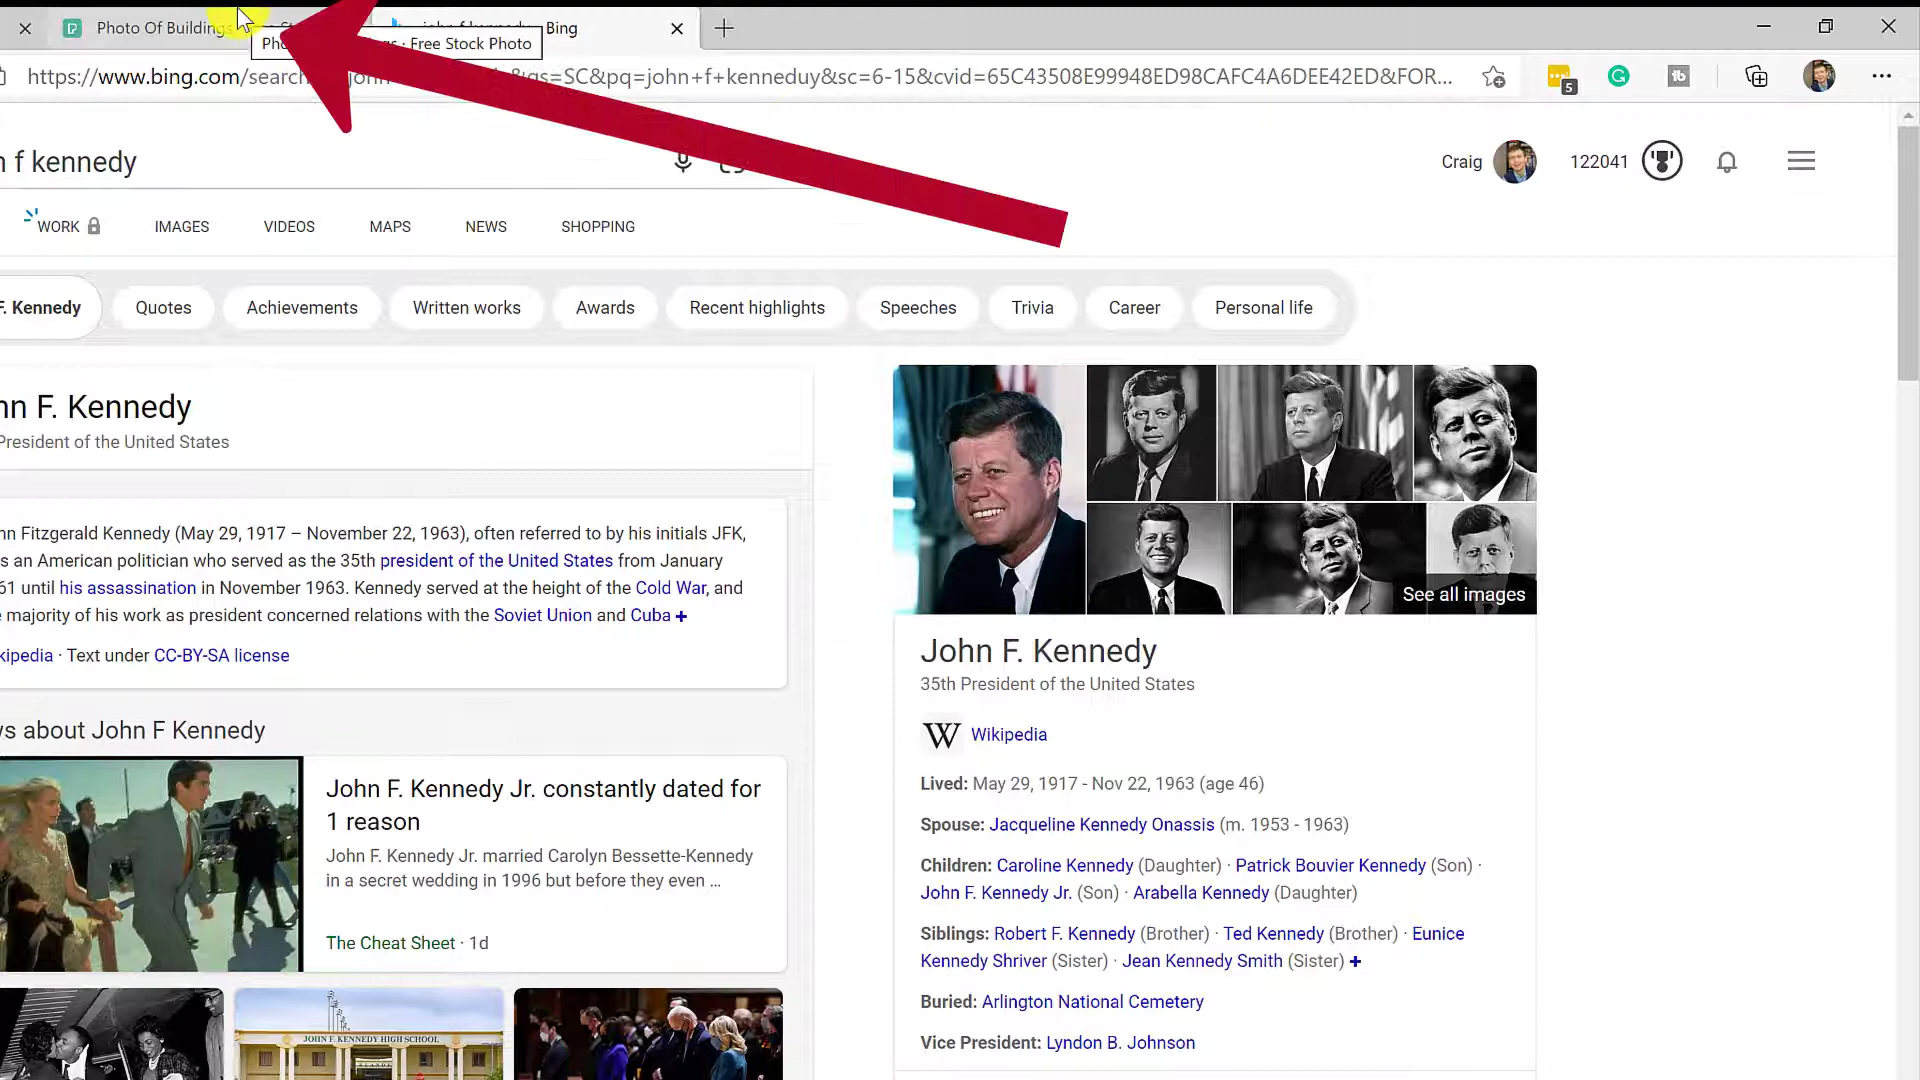 Photo Of Buildings
Bing
Free Stock Photo
https://www.bing.com/search
&qs=SC&pq=john+f+kenneduy&sc=6-15&cvid=65C43508E99948ED98CAFC4A6DEE42ED&FOR...
5
n f kennedy
Craig
122041
WORK
IMAGES
VIDEOS
MAPS
NEWS
SHOPPING
F. Kennedy
Quotes
Achievements
Written works
Awards
Recent highlights
Speeches
Trivia
Career
Personal life
hn F. Kennedy
President of the United States
hn Fitzgerald Kennedy (May 29, 1917 – November 22, 1963), often referred to by his initials JFK,
s an American politician who served as the 35th president of the United States from January
61 until his assassination in November 1963. Kennedy served at the height of the Cold War, and
e majority of his work as president concerned relations with the Soviet Union and Cuba +
kipedia · Text under CC-BY-SA license
vs about John F Kennedy
John F. Kennedy Jr. constantly dated for
1 reason
John F. Kennedy Jr. married Carolyn Bessette-Kennedy
in a secret wedding in 1996 but before they even ...
The Cheat Sheet · 1d
JOHN F. KENNEDY HIGH SCHOOL
See all images
John F. Kennedy
35th President of the United States
W Wikipedia
Lived: May 29, 1917 - Nov 22, 1963 (age 46)
Spouse: Jacqueline Kennedy Onassis (m. 1953 - 1963)
Children: Caroline Kennedy (Daughter) · Patrick Bouvier Kennedy (Son) ·
John F. Kennedy Jr. (Son) · Arabella Kennedy (Daughter)
Siblings: Robert F. Kennedy (Brother) · Ted Kennedy (Brother) · Eunice
Kennedy Shriver (Sister) · Jean Kennedy Smith (Sister) +
Buried: Arlington National Cemetery
Vice President: Lyndon B. Johnson